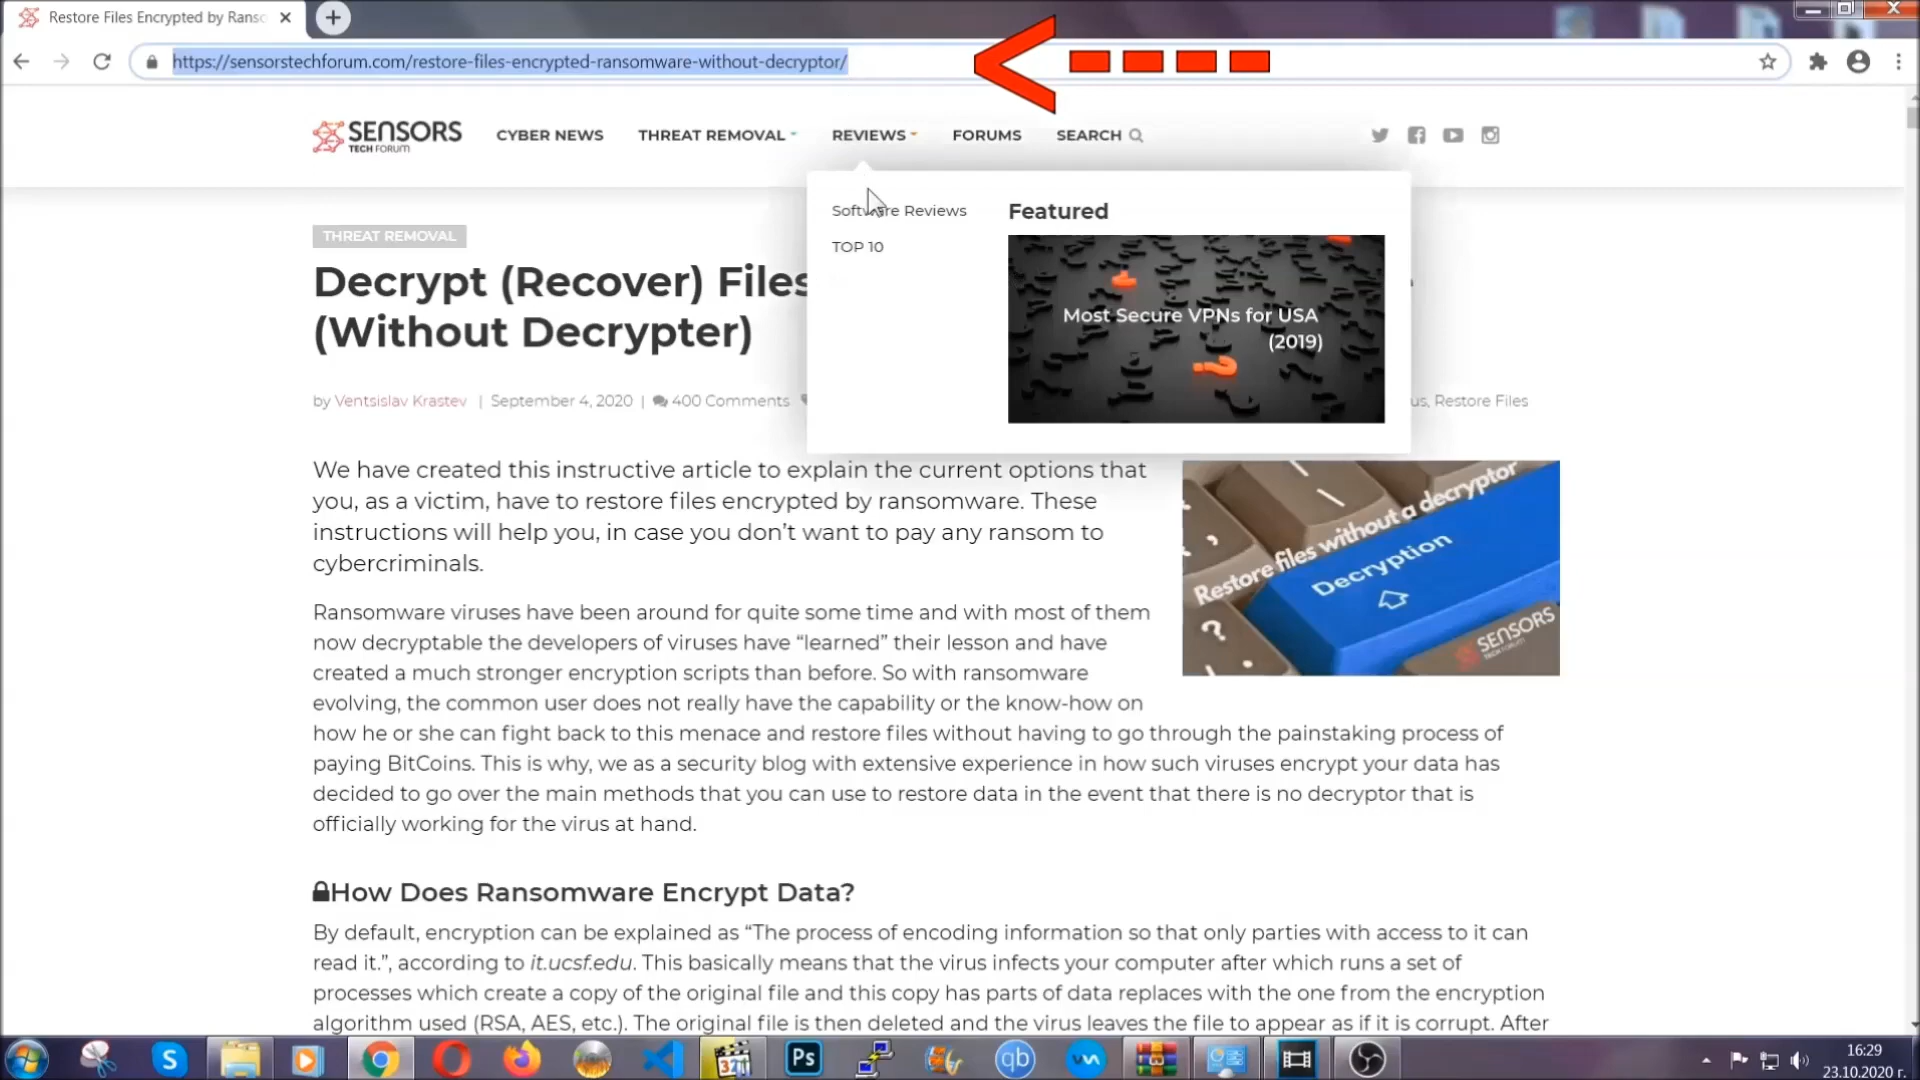 Restore Files Encrypted by Ranso
https://sensorstechforum.com/restore-files-encrypted-ransomware-without-decryptor/
SENSORS
TECH FORUM
CYBER NEWS
THREAT REMOVAL
REVIEWS
FORUMS
SEARCH
Software Reviews
TOP 10
Featured
Most Secure VPNs for USA
(2019)
THREAT REMOVAL
Decrypt (Recover) Files
(Without Decrypter)
by Ventsislav Krastev | September 4, 2020 | 400 Comments
us, Restore Files
We have created this instructive article to explain the current options that
you, as a victim, have to restore files encrypted by ransomware. These
instructions will help you, in case you don’t want to pay any ransom to
cybercriminals.
Restore files without a decryptor
Decryption
SENSORS
TECH FORUM
Ransomware viruses have been around for quite some time and with most of them
now decryptable the developers of viruses have “learned” their lesson and have
created a much stronger encryption scripts than before. So with ransomware
evolving, the common user does not really have the capability or the know-how on
how he or she can fight back to this menace and restore files without having to go through the painstaking process of
paying BitCoins. This is why, we as a security blog with extensive experience in how such viruses encrypt your data has
decided to go over the main methods that you can use to restore data in the event that there is no decryptor that is
officially working for the virus at hand.
How Does Ransomware Encrypt Data?
By default, encryption can be explained as “The process of encoding information so that only parties with access to it can
read it.”, according to it.ucsf.edu. This basically means that the virus infects your computer after which runs a set of
processes which create a copy of the original file and this copy has parts of data replaces with the one from the encryption
algorithm used (RSA, AES, etc.). The original file is then deleted and the virus leaves the file to appear as if it is corrupt. After
S
321
Ps
qb
16:29
23.10.2020 г.